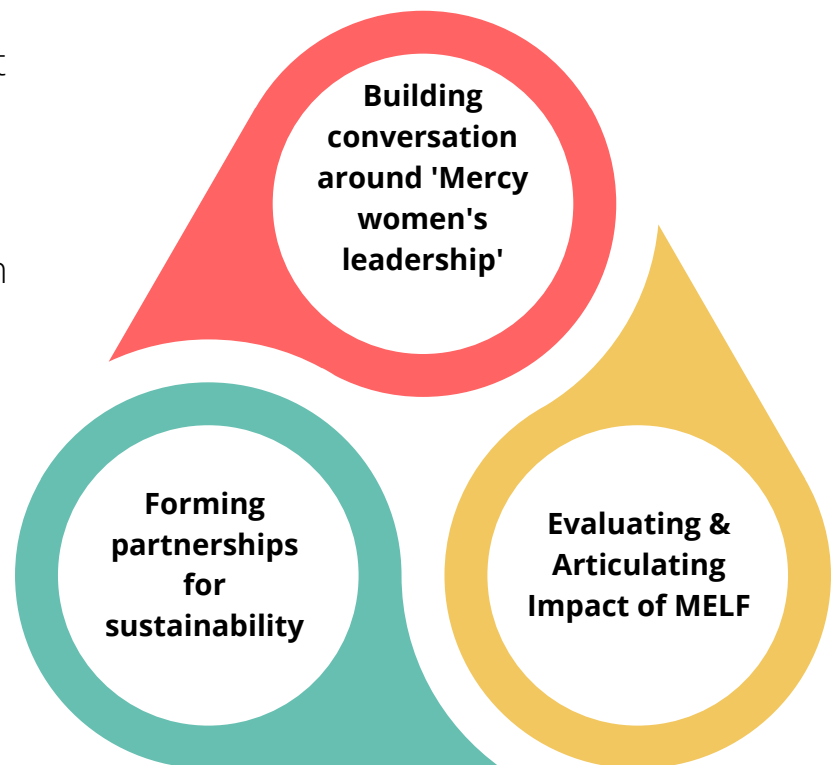 Building
conversation
around 'Mercy
women's
leadership'
Forming
partnerships
for
sustainability
Evaluating &
Articulating
Impact of MELF